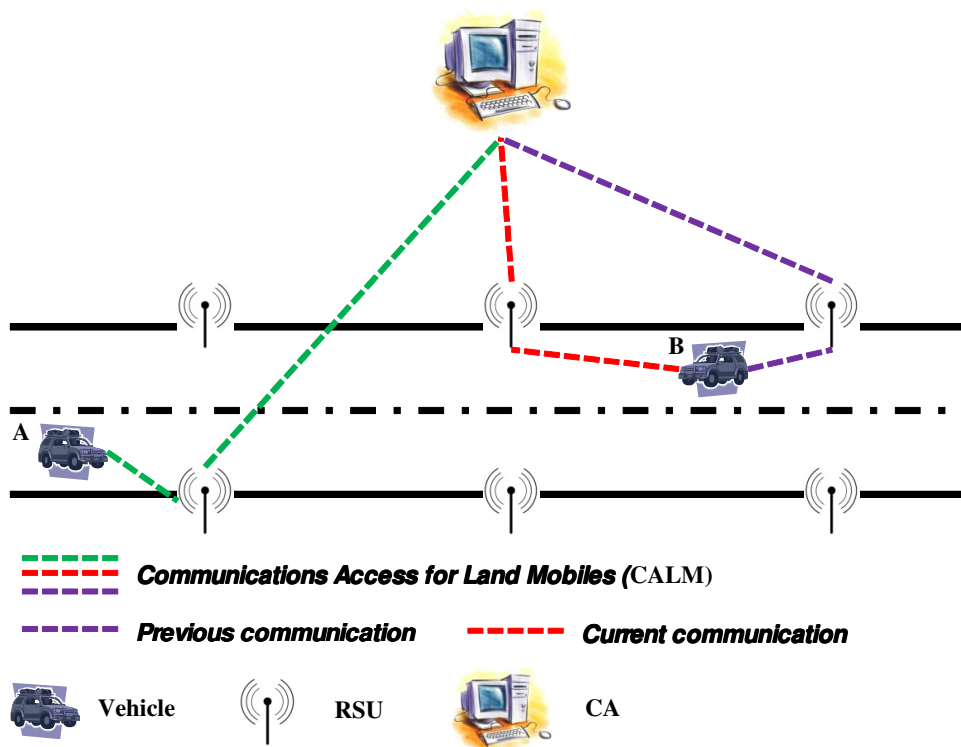 B
A
Communications Access for Land Mobiles (CALM)
Previous communication Current communication
Vehicle RSU CA